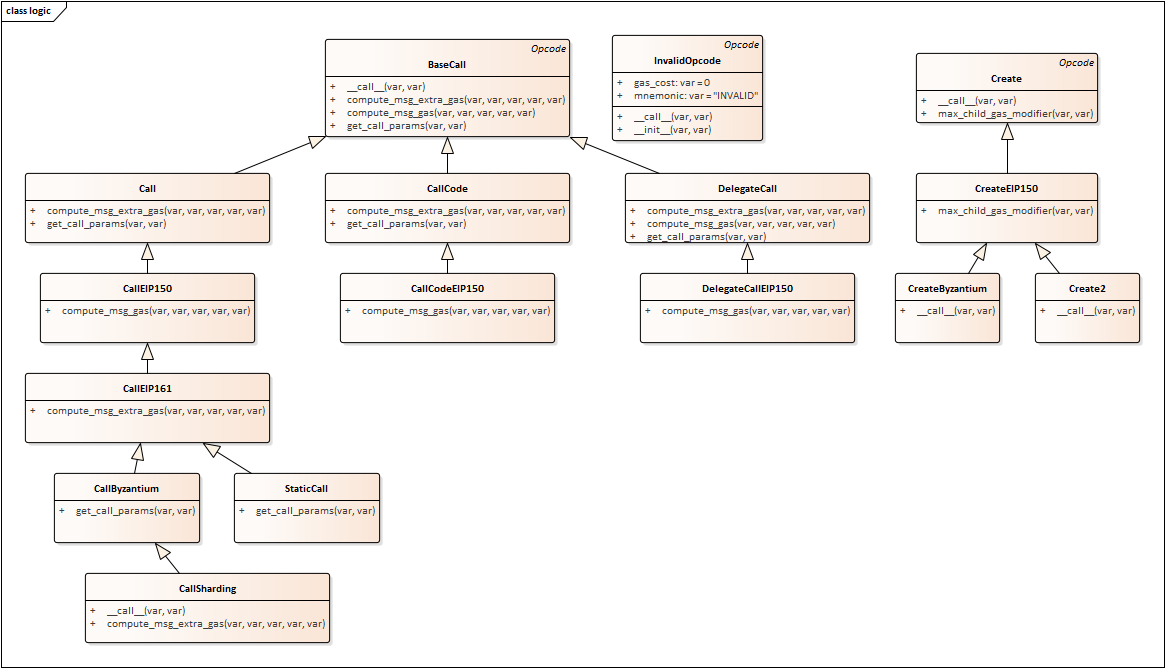 class logic
Opcode
BaseCall
+ __call__(var, var)
+ compute_msg_extra_gas(var, var, var, var, var)
+ compute_msg_gas(var, var, var, var, var)
+ get_call_params(var, var)
Opcode
InvalidOpcode
+ gas_cost: var = 0
+ mnemonic: var = "INVALID"
+ __call__(var, var)
+ __init__(var, var)
Opcode
Create
+ __call__(var, var)
+ max_child_gas_modifier(var, var)
Call
+ compute_msg_extra_gas(var, var, var, var, var)
+ get_call_params(var, var)
CallCode
+ compute_msg_extra_gas(var, var, var, var, var)
+ get_call_params(var, var)
DelegateCall
+ compute_msg_extra_gas(var, var, var, var, var)
+ compute_msg_gas(var, var, var, var, var)
+ get_call_params(var, var)
CreateEIP150
+ max_child_gas_modifier(var, var)
CallEIP150
+ compute_msg_gas(var, var, var, var, var)
CallCodeEIP150
+ compute_msg_gas(var, var, var, var, var)
DelegateCallEIP150
+ compute_msg_gas(var, var, var, var, var)
CreateByzantium
+ __call__(var, var)
Create2
+ __call__(var, var)
CallEIP161
+ compute_msg_extra_gas(var, var, var, var, var)
CallByzantium
+ get_call_params(var, var)
StaticCall
+ get_call_params(var, var)
CallSharding
+ __call__(var, var)
+ compute_msg_extra_gas(var, var, var, var, var)